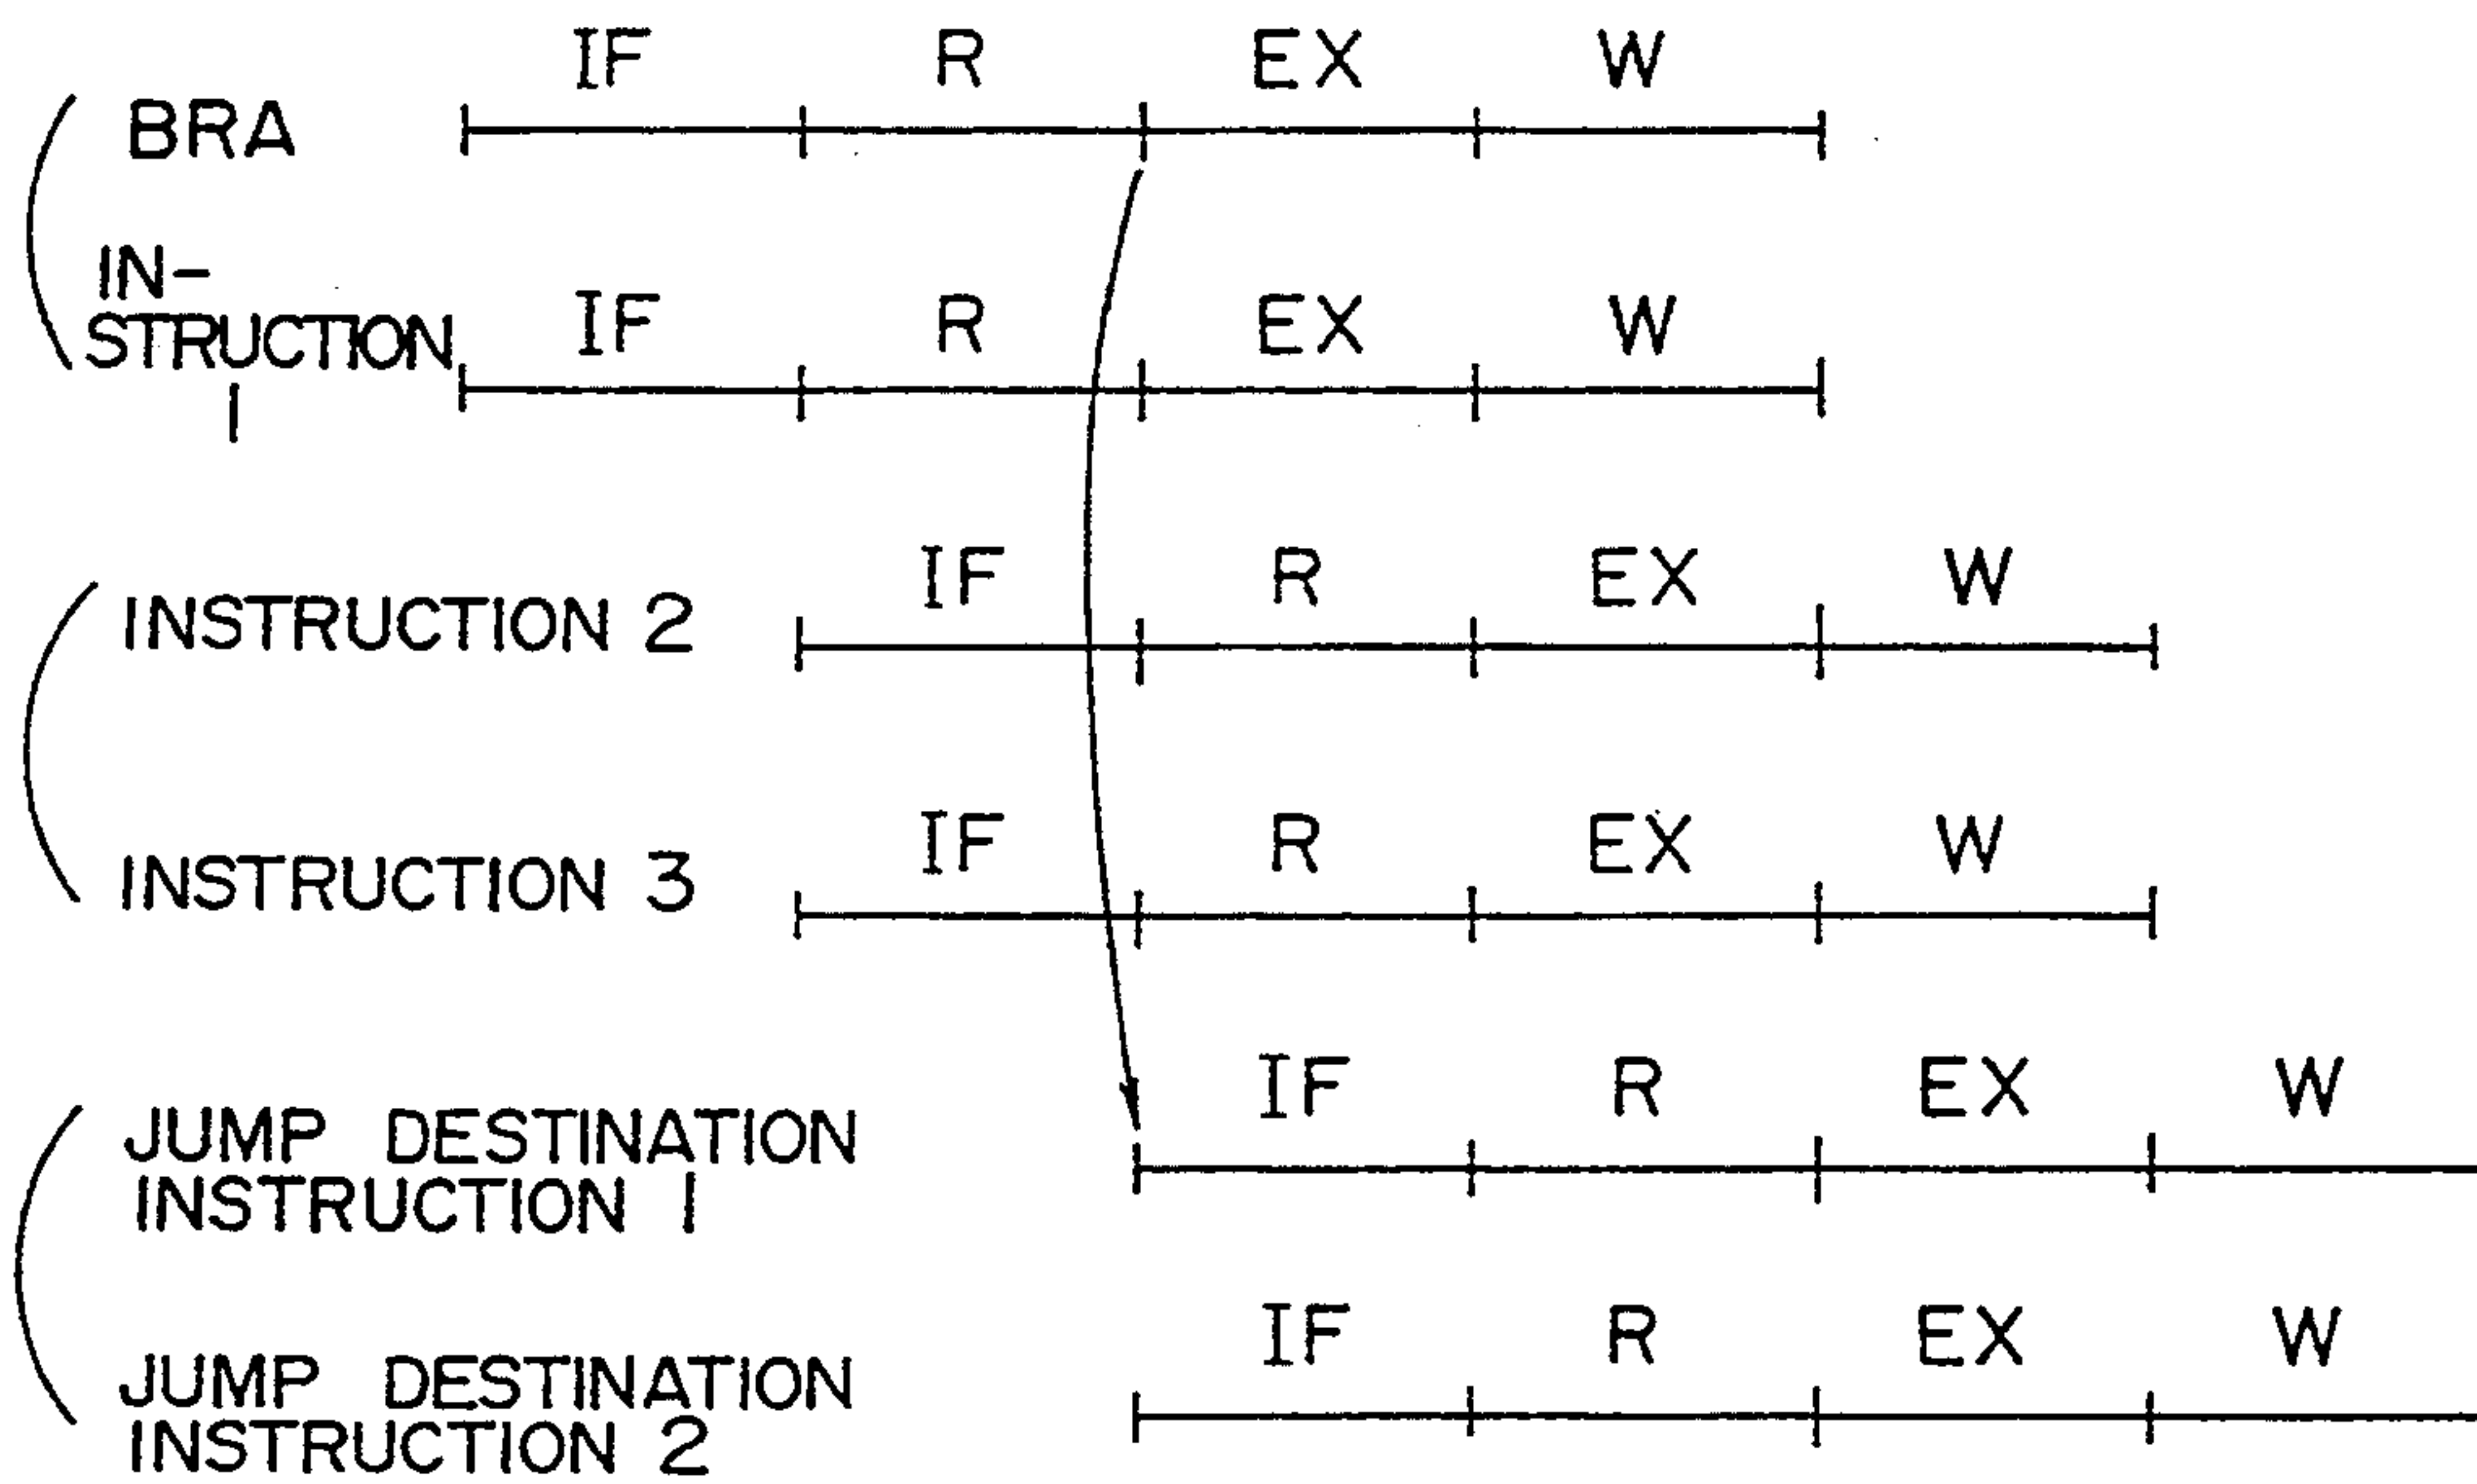 IF R EX W
BRA
IN-
STRUCTION
1
IF R EX W
IF R EX W
INSTRUCTION 2
IF R EX W
INSTRUCTION 3
IF R EX W
JUMP DESTINATION
INSTRUCTION 1
IF R EX W
JUMP DESTINATION
INSTRUCTION 2